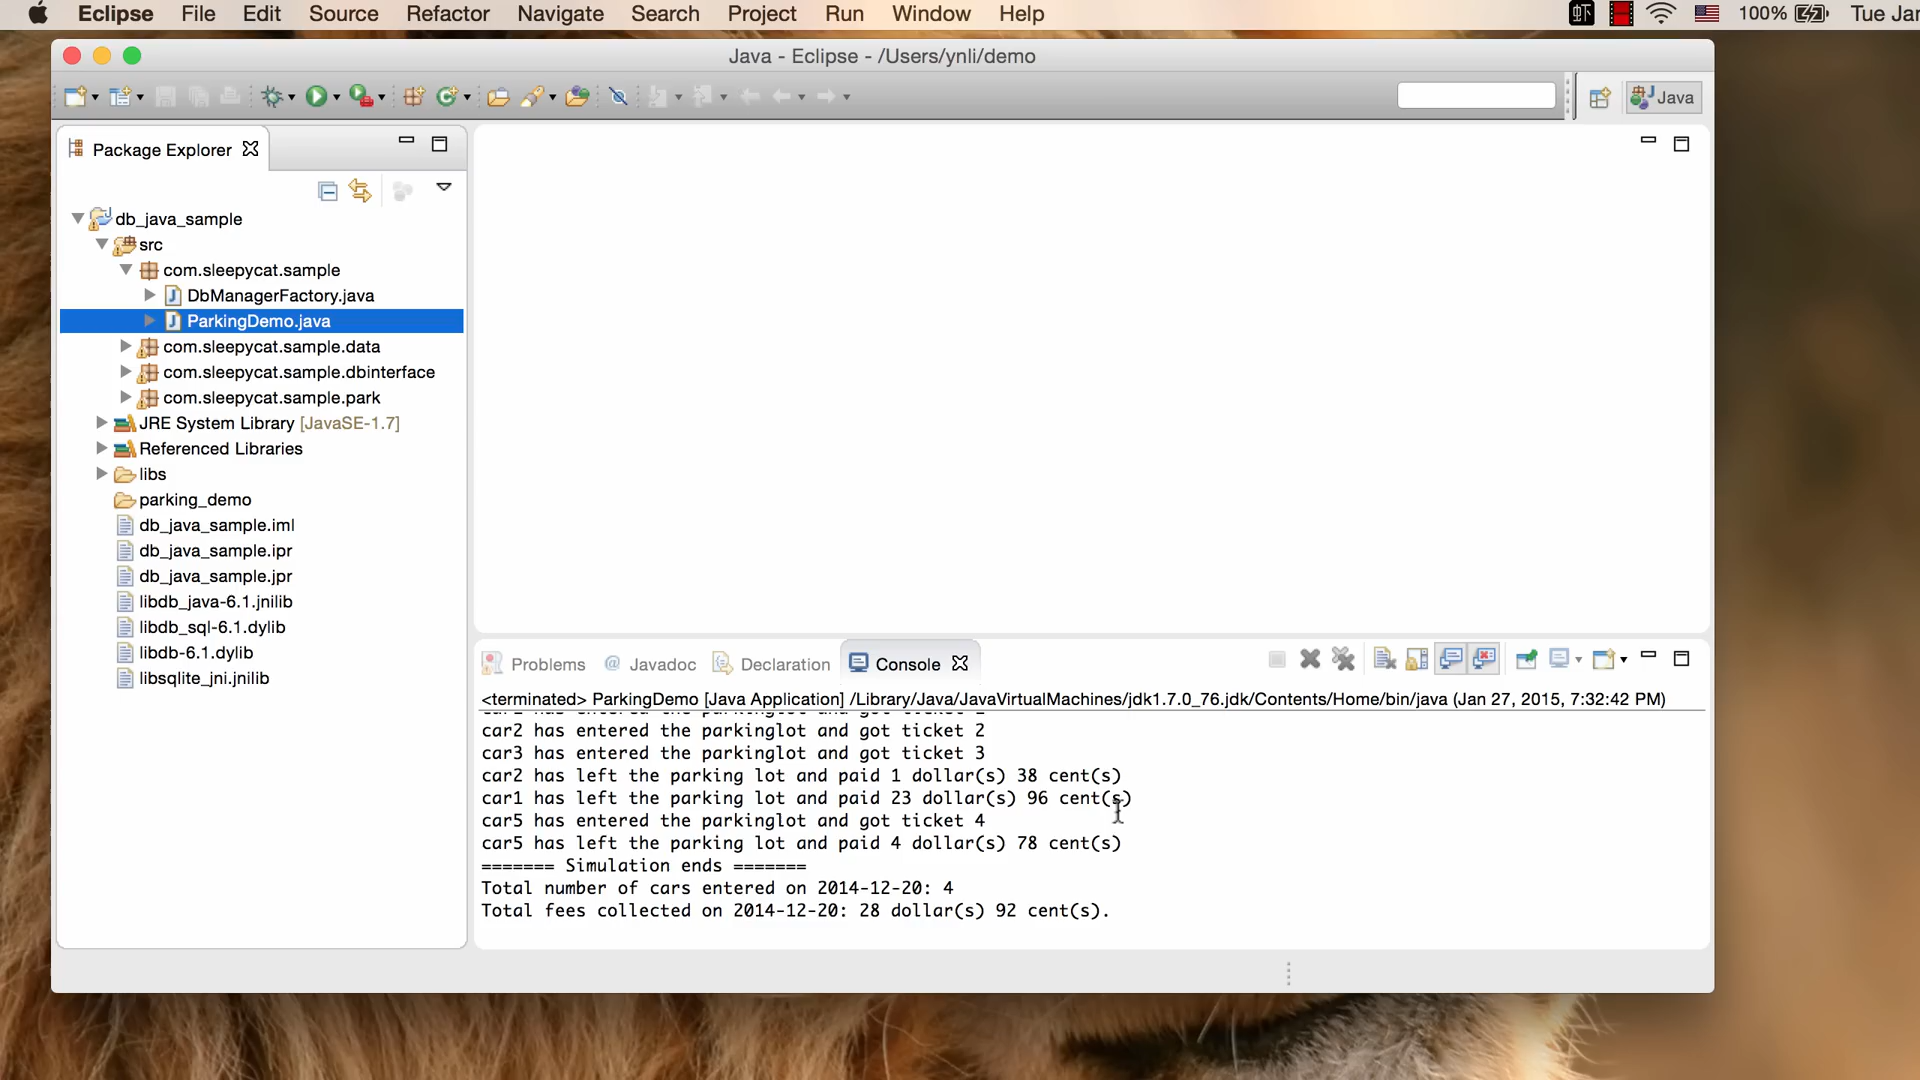 Eclipse File Edit Source Refactor Navigate Search Project Run Window Help 虾 100% Tue Jan
Java - Eclipse - /Users/ynli/demo
Java
Package Explorer
db_java_sample
src
com.sleepycat.sample
DbManagerFactory.java
ParkingDemo.java
com.sleepycat.sample.data
com.sleepycat.sample.dbinterface
com.sleepycat.sample.park
JRE System Library [JavaSE-1.7]
Referenced Libraries
libs
parking_demo
db_java_sample.iml
db_java_sample.ipr
db_java_sample.jpr
libdb_java-6.1.jnilib
libdb_sql-6.1.dylib
libdb-6.1.dylib
libsqlite_jni.jnilib
Problems @ Javadoc Declaration Console
<terminated> ParkingDemo [Java Application] /Library/Java/JavaVirtualMachines/jdk1.7.0_76.jdk/Contents/Home/bin/java (Jan 27, 2015, 7:32:42 PM)
car2 has entered the parkinglot and got ticket 2
car3 has entered the parkinglot and got ticket 3
car2 has left the parking lot and paid 1 dollar(s) 38 cent(s)
car1 has left the parking lot and paid 23 dollar(s) 96 cent(s)
car5 has entered the parkinglot and got ticket 4
car5 has left the parking lot and paid 4 dollar(s) 78 cent(s)
======= Simulation ends =======
Total number of cars entered on 2014-12-20: 4
Total fees collected on 2014-12-20: 28 dollar(s) 92 cent(s).